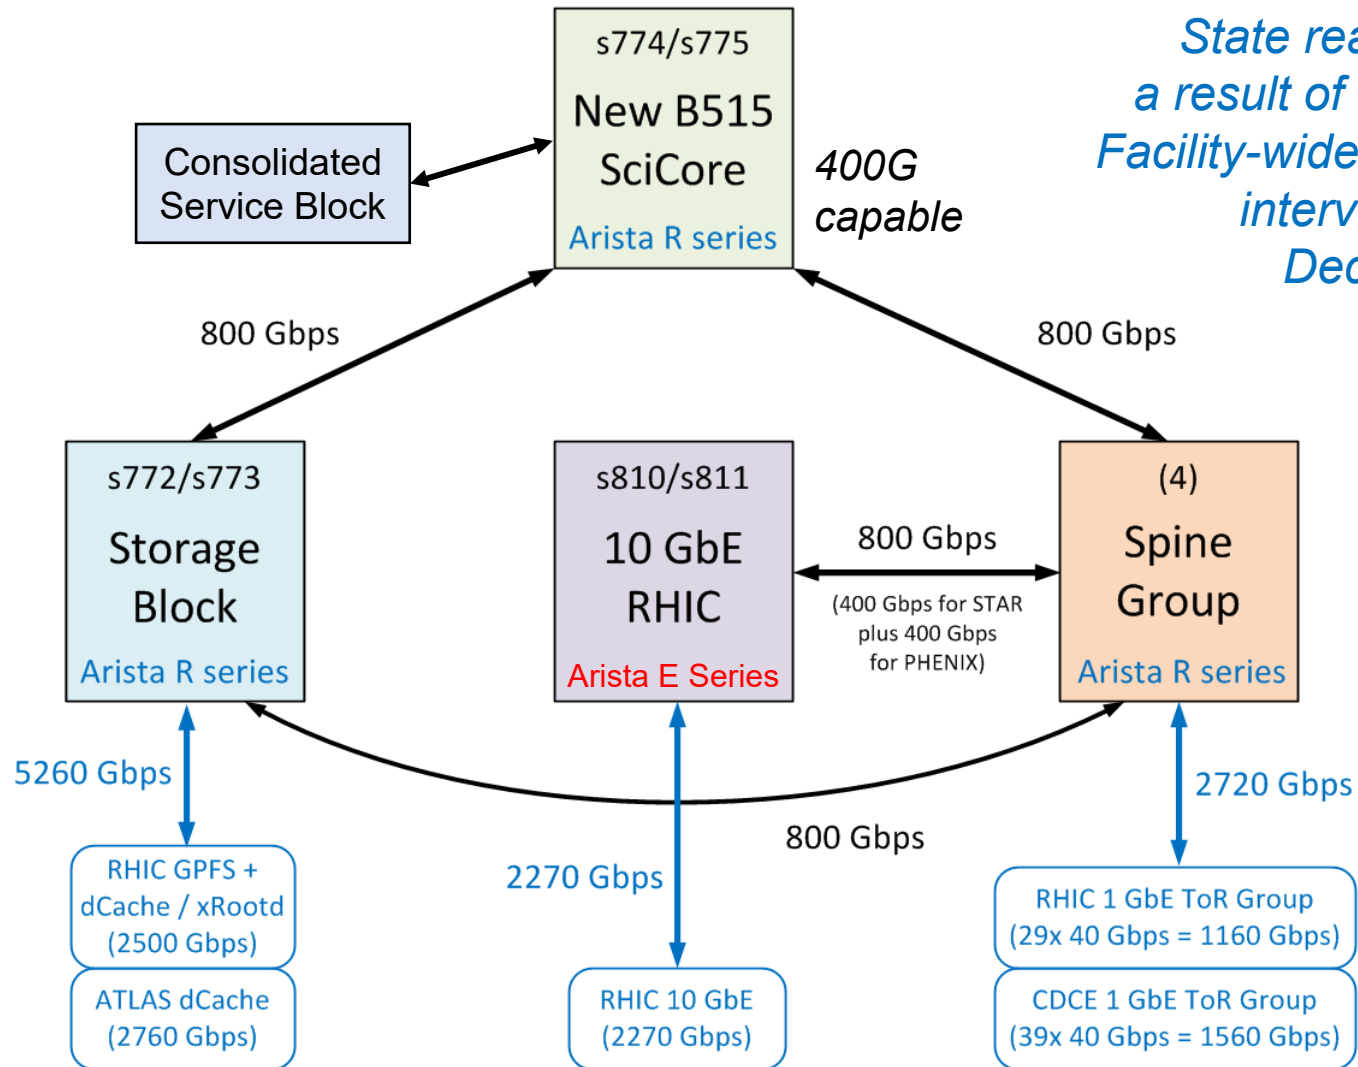 s774/s775
New B515
SciCore
Arista R series
State
a result of
Facility-wide
400G
capable
Consolidated
Service Block
800 Gbps
800 Gbps
s772/s773
Storage
Block
Arista R series
s810/s811
10 GbE
RHIC
Arista E Series
800 Gbps
(400 Gbps for STAR
plus 400 Gbps
for PHENIX)
(4)
Spine
Group
Arista R series
5260 Gbps
2270 Gbps
800 Gbps
2720 Gbps
RHIC GPFS +
dCache / xRootd
(2500 Gbps)
ATLAS dCache
(2760 Gbps)
RHIC 10 GbE
(2270 Gbps)
RHIC 1 GbE ToR Group
(29x 40 Gbps = 1160 Gbps)
CDCE 1 GbE ToR Group
(39x 40 Gbps = 1560 Gbps)